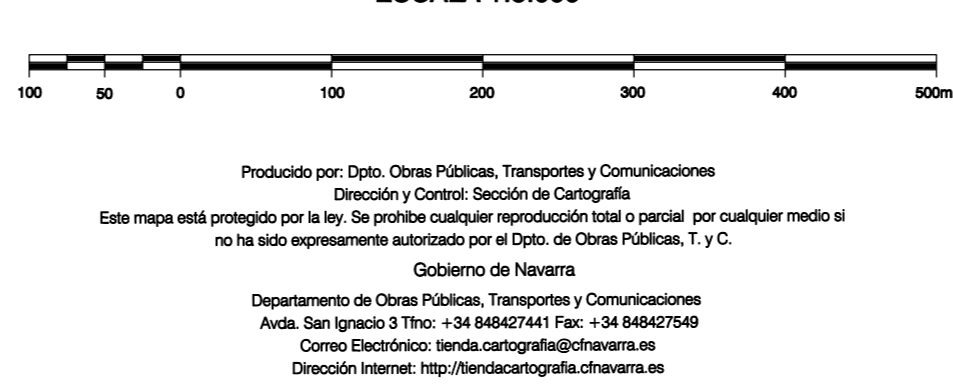 100 50 0 100 200 300 400 500m
Producido por: Dpto. Obras Públicas, Transportes y Comunicaciones
Dirección y Control: Sección de Cartografía
Este mapa está protegido por la ley. Se prohibe cualquier reproducción total o parcial por cualquier medio si
no ha sido expresamente autorizado por el Dpto. de Obras Públicas, T. y C.
Gobierno de Navarra
Departamento de Obras Públicas, Transportes y Comunicaciones
Avda. San Ignacio 3 Tfno: +34 848427441 Fax: +34 848427549
Correo Electrónico: tienda.cartografia@cfnavarra.es
Dirección Internet: http://tiendacartografia.cfnavarra.es